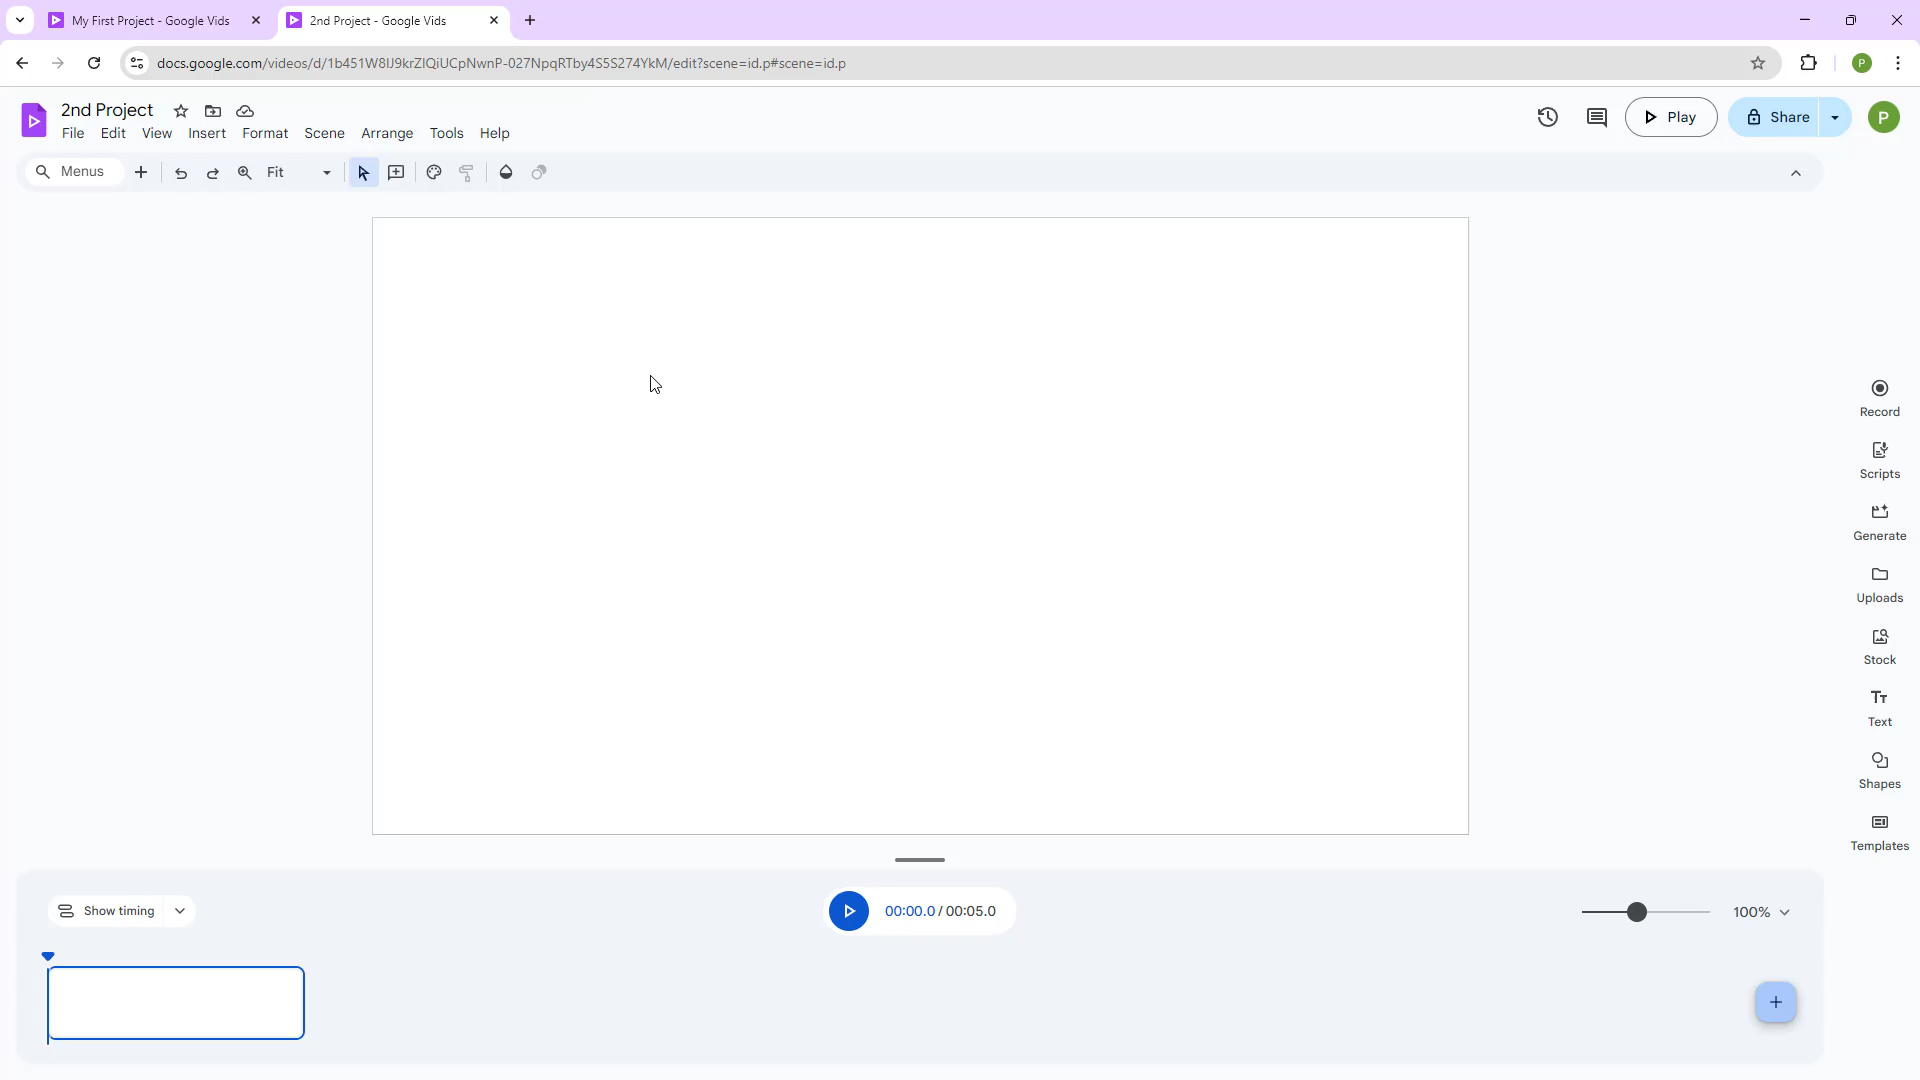 My First Project - Google Vids
2nd Project - Google Vids
docs.google.com/videos/d/1b451W8IJ9krZIQiUCpNwnP-027NpqRTby4S5S274YkM/edit?scene=id.p#scene=id.p
P
2nd Project
File Edit View Insert Format Scene Arrange Tools Help
Play
Share
P
Menus
Fit
Record
Scripts
Generate
Uploads
Stock
Tt
Text
Shapes
Templates
Show timing
00:00.0 / 00:05.0
100%